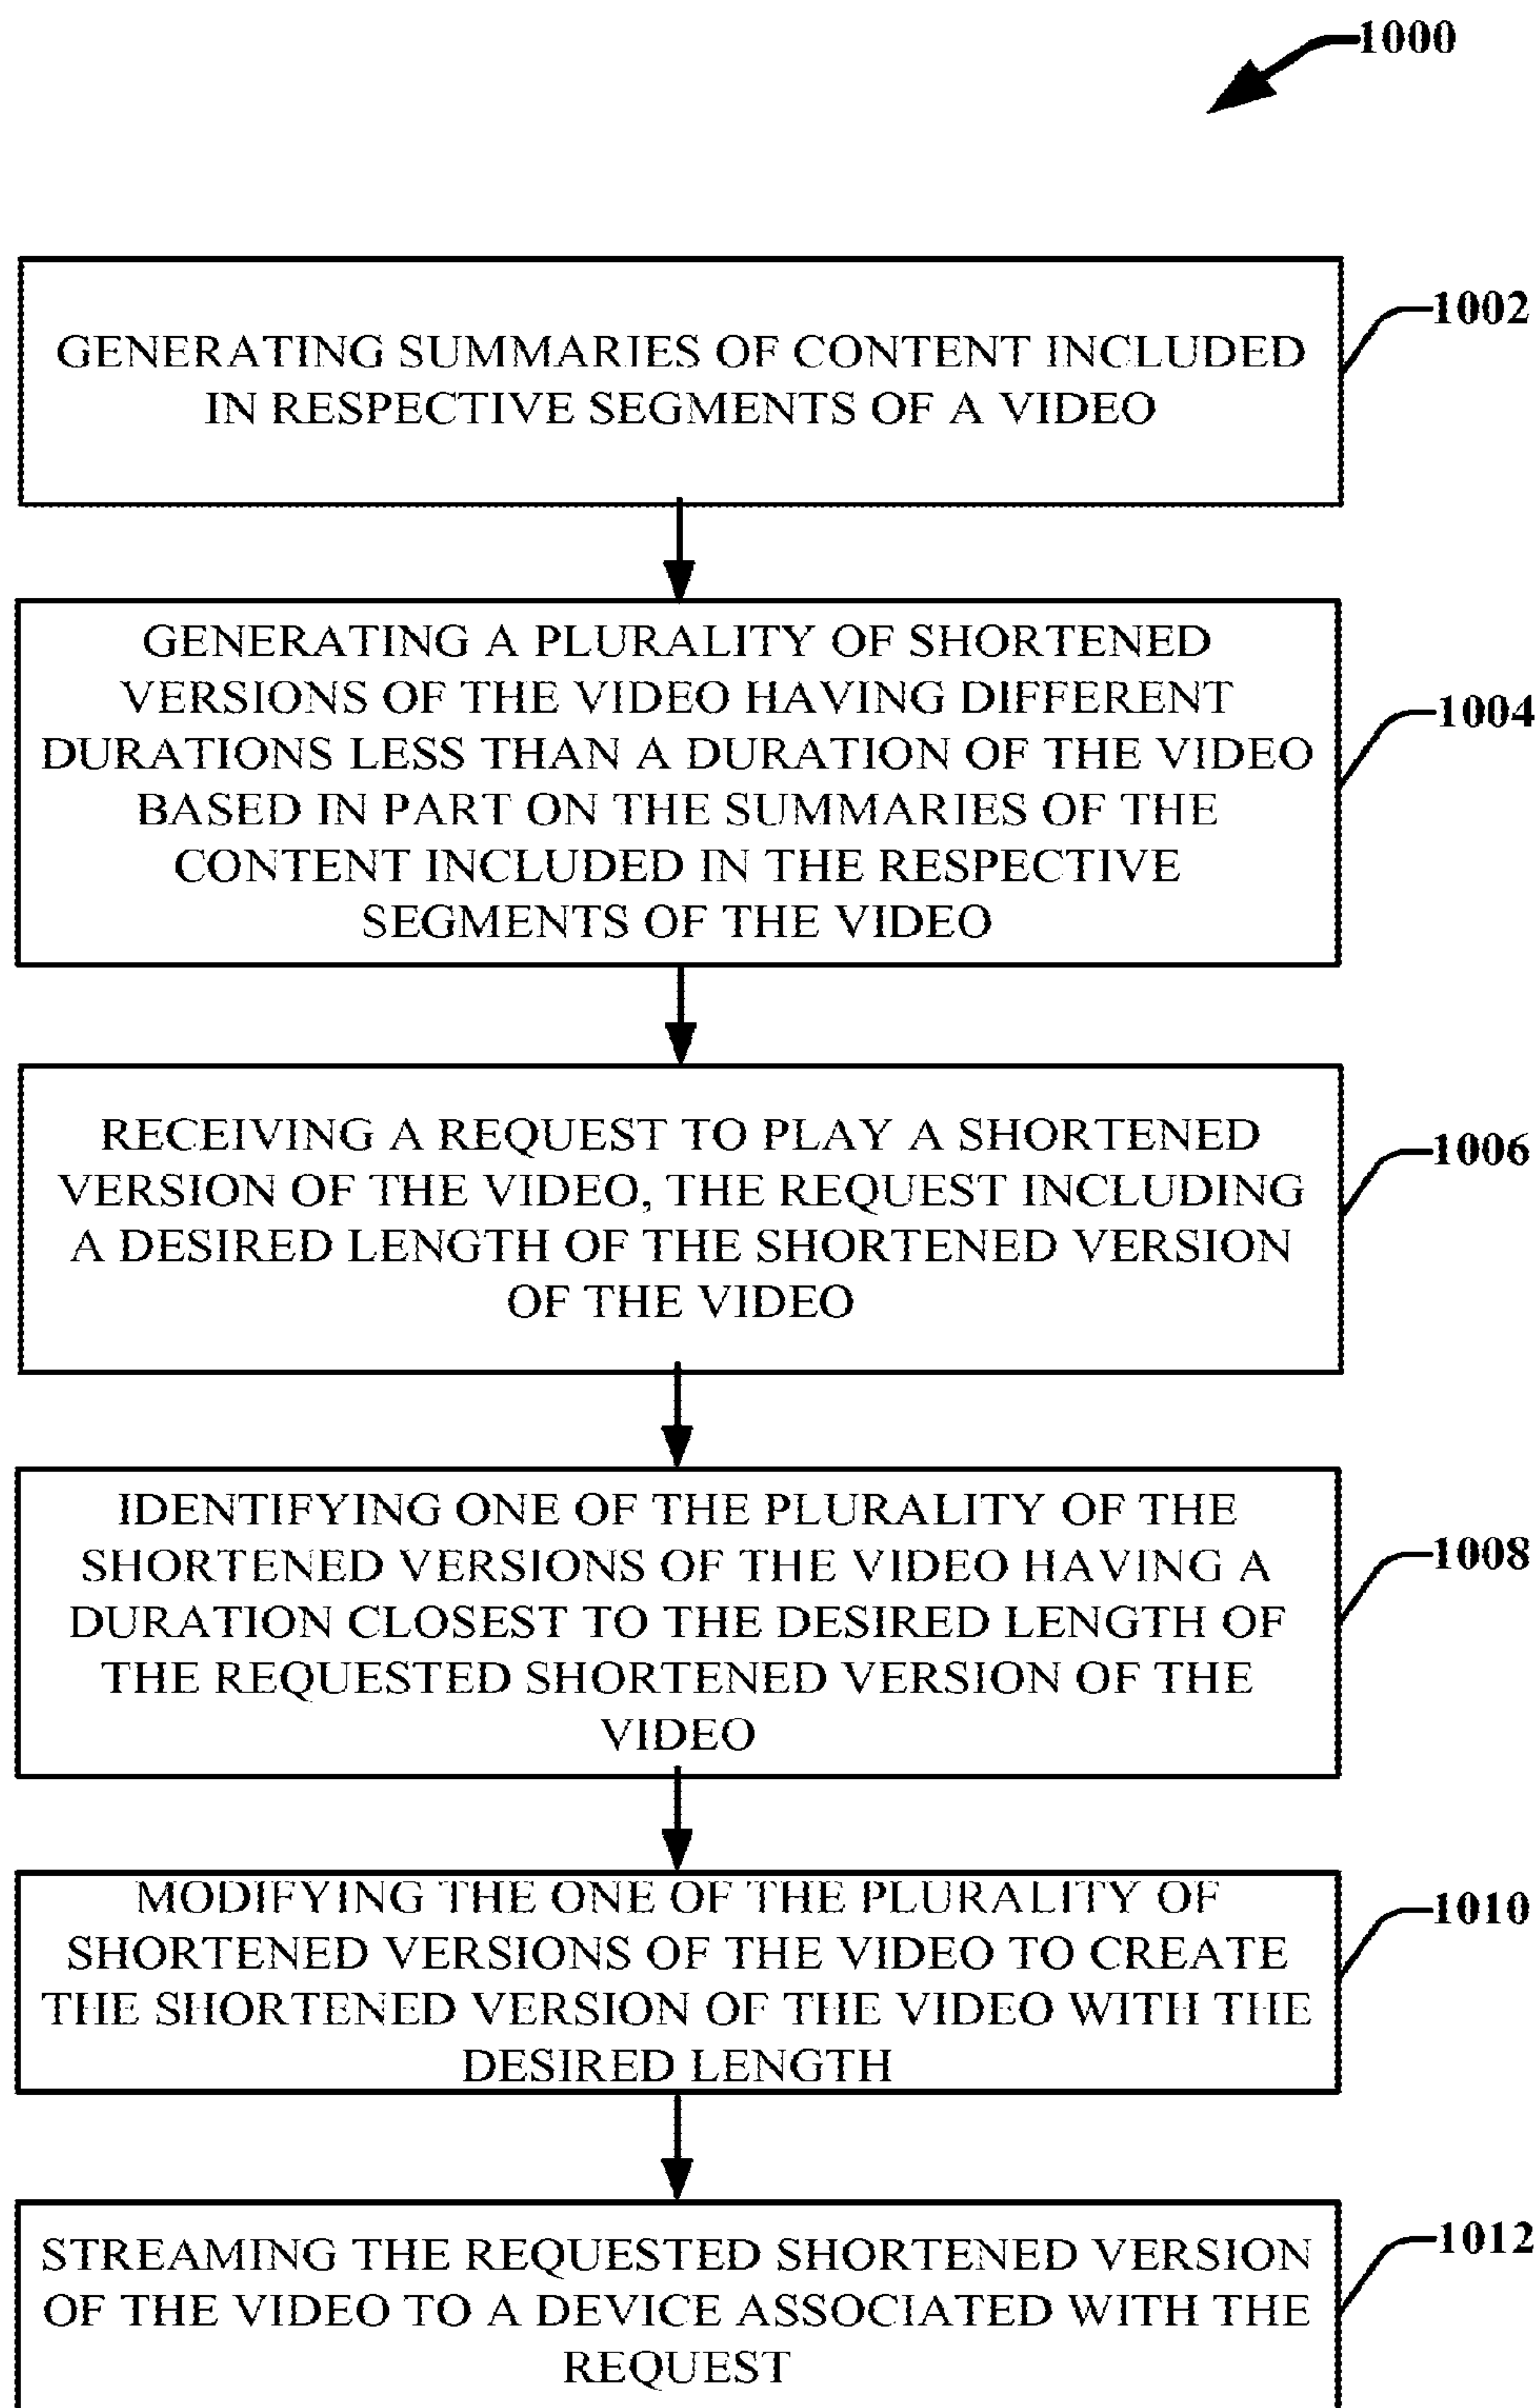 1000
GENERATING SUMMARIES OF CONTENT INCLUDED
IN RESPECTIVE SEGMENTS OF A VIDEO
1002
GENERATING A PLURALITY OF SHORTENED
VERSIONS OF THE VIDEO HAVING DIFFERENT
DURATIONS LESS THAN A DURATION OF THE VIDEO
BASED IN PART ON THE SUMMARIES OF THE
CONTENT INCLUDED IN THE RESPECTIVE
SEGMENTS OF THE VIDEO
1004
RECEIVING A REQUEST TO PLAY A SHORTENED
VERSION OF THE VIDEO, THE REQUEST INCLUDING
A DESIRED LENGTH OF THE SHORTENED VERSION
OF THE VIDEO
1006
IDENTIFYING ONE OF THE PLURALITY OF THE
SHORTENED VERSIONS OF THE VIDEO HAVING A
DURATION CLOSEST TO THE DESIRED LENGTH OF
THE REQUESTED SHORTENED VERSION OF THE
VIDEO
1008
MODIFYING THE ONE OF THE PLURALITY OF
SHORTENED VERSIONS OF THE VIDEO TO CREATE
THE SHORTENED VERSION OF THE VIDEO WITH THE
DESIRED LENGTH
1010
STREAMING THE REQUESTED SHORTENED VERSION
OF THE VIDEO TO A DEVICE ASSOCIATED WITH THE
REQUEST
1012